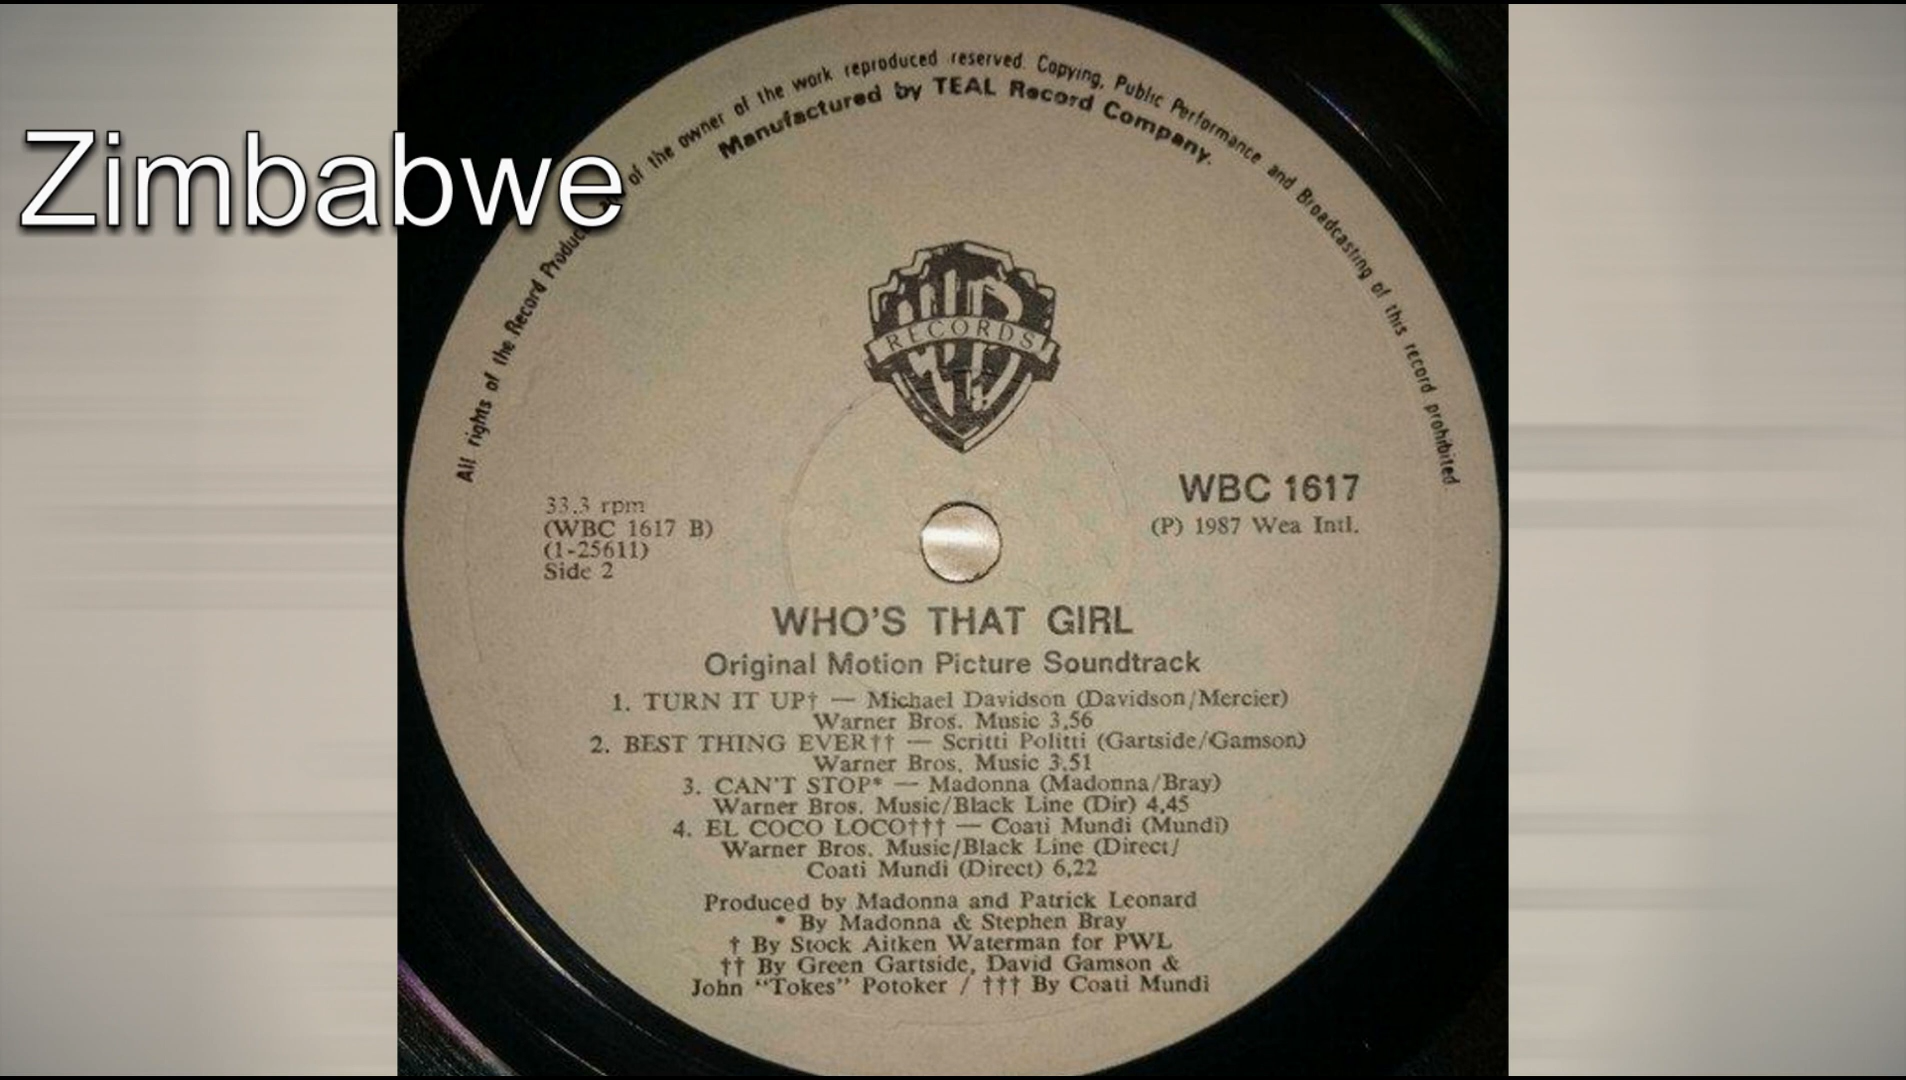 Zimbabwe
All rights of the Record Produc of the owner of the work reproduced reserved. Copying, Public Performance and Broadcasting of this record prohibited.
Manufactured by TEAL Record Company.
RECORDS
WBC 1617
(P) 1987 Wea Intl.
33.3 rpm
(WBC 1617 B)
(1-25611)
Side 2
WHO'S THAT GIRL
Original Motion Picture Soundtrack
1. TURN IT UP† — Michael Davidson (Davidson/Mercier)
Warner Bros. Music 3,56
2. BEST THING EVER†† — Scritti Politti (Gartside/Gamson)
Warner Bros. Music 3.51
3. CAN'T STOP* — Madonna (Madonna/Bray)
Warner Bros. Music/Black Line (Dir) 4,45
4. EL COCO LOCO††† — Coati Mundi (Mundi)
Warner Bros. Music/Black Line (Direct/
Coati Mundi (Direct) 6,22
Produced by Madonna and Patrick Leonard
* By Madonna & Stephen Bray
† By Stock Aitken Waterman for PWL
†† By Green Gartside, David Gamson &
John "Tokes" Potoker / ††† By Coati Mundi